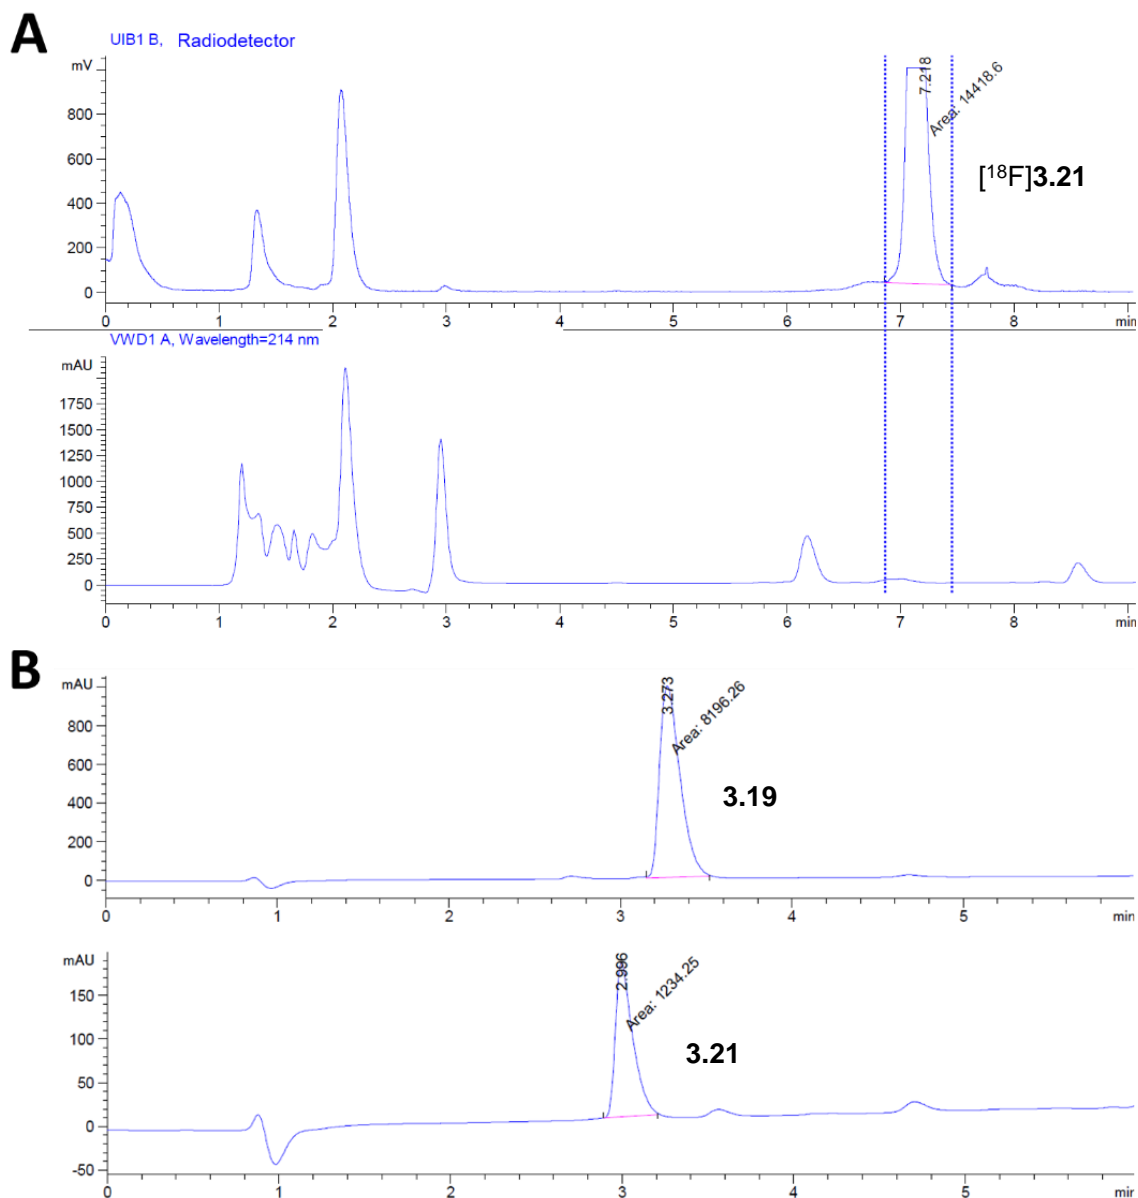 A
UIB1 B, Radiodetector
mV
800
600
400
200
0
7.218
Area: 14418.6
[¹⁸F]3.21
0 1 2 3 4 5 6 7 8 min
VWD1 A, Wavelength=214 nm
mAU
1750
1500
1250
1000
750
500
250
0
0 1 2 3 4 5 6 7 8 min
B
mAU
800
600
400
200
0
3.273
Area: 8196.26
3.19
0 1 2 3 4 5 min
mAU
150
100
50
0
-50
2.996
Area: 1234.25
3.21
0 1 2 3 4 5 min